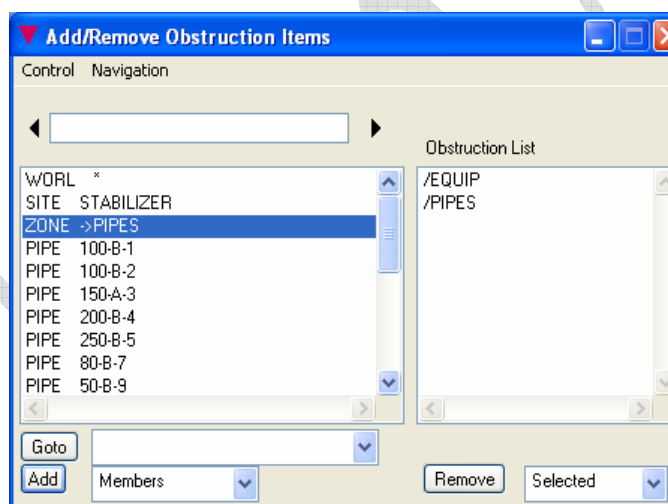 Add/Remove Obstruction Items
Control Navigation
Obstruction List
WORL *
SITE STABILIZER
ZONE ->PIPES
PIPE 100-B-1
PIPE 100-B-2
PIPE 150-A-3
PIPE 200-B-4
PIPE 250-B-5
PIPE 80-B-7
PIPE 50-B-9
/EQUIP
/PIPES
Goto
Add Members
Remove Selected